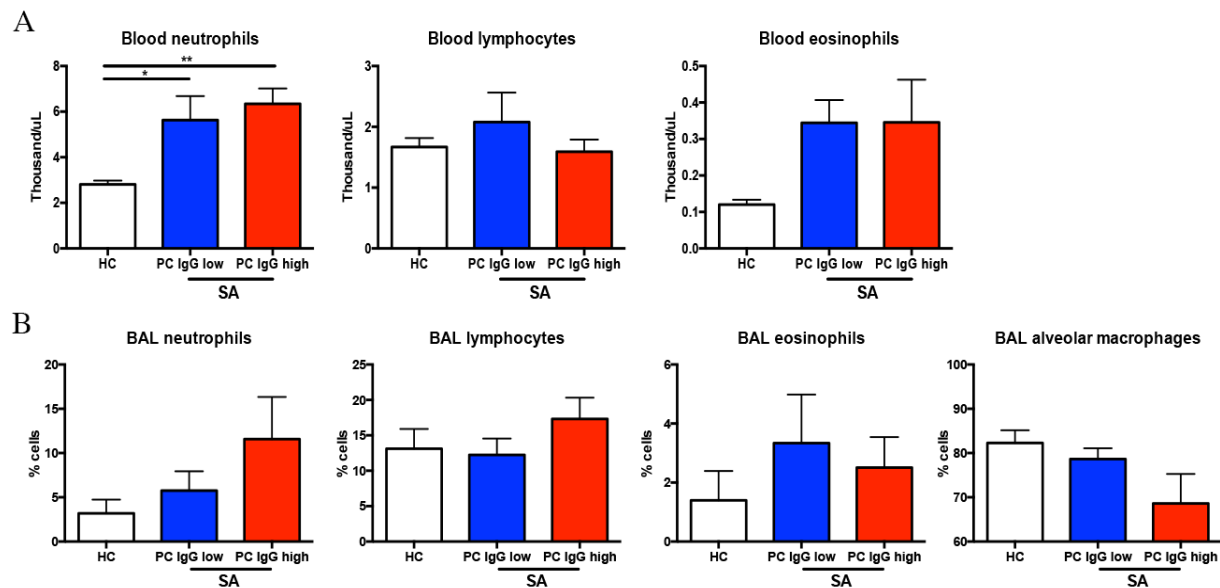 A
Blood neutrophils
Thousand/uL
8
6
4
2
0
*
**
HC
PC IgG low
PC IgG high
SA
Blood lymphocytes
Thousand/uL
3
2
1
0
HC
PC IgG low
PC IgG high
SA
Blood eosinophils
Thousand/uL
0.5
0.4
0.3
0.2
0.1
0.0
HC
PC IgG low
PC IgG high
SA
B
BAL neutrophils
% cells
20
15
10
5
0
HC
PC IgG low
PC IgG high
SA
BAL lymphocytes
% cells
25
20
15
10
5
0
HC
PC IgG low
PC IgG high
SA
BAL eosinophils
% cells
6
4
2
0
HC
PC IgG low
PC IgG high
SA
BAL alveolar macrophages
% cells
100
90
80
70
60
HC
PC IgG low
PC IgG high
SA